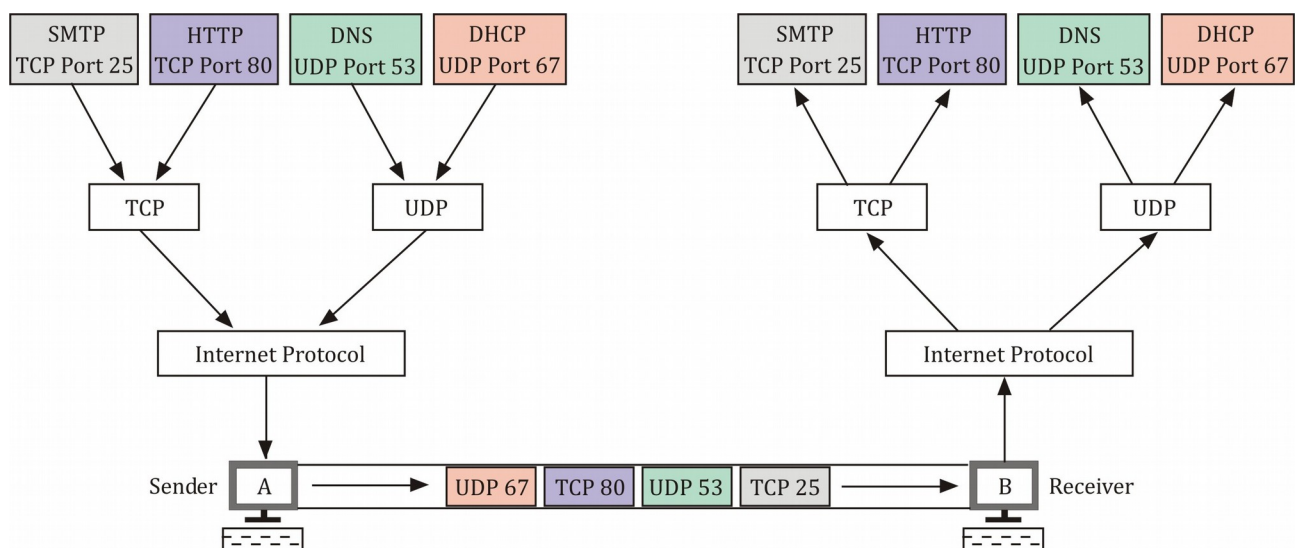 SMTP
TCP Port 25
HTTP
TCP Port 80
DNS
UDP Port 53
DHCP
UDP Port 67
SMTP
TCP Port 25
HTTP
TCP Port 80
DNS
UDP Port 53
DHCP
UDP Port 67
TCP
UDP
TCP
UDP
Internet Protocol
Internet Protocol
Sender
A
UDP 67
TCP 80
UDP 53
TCP 25
B
Receiver